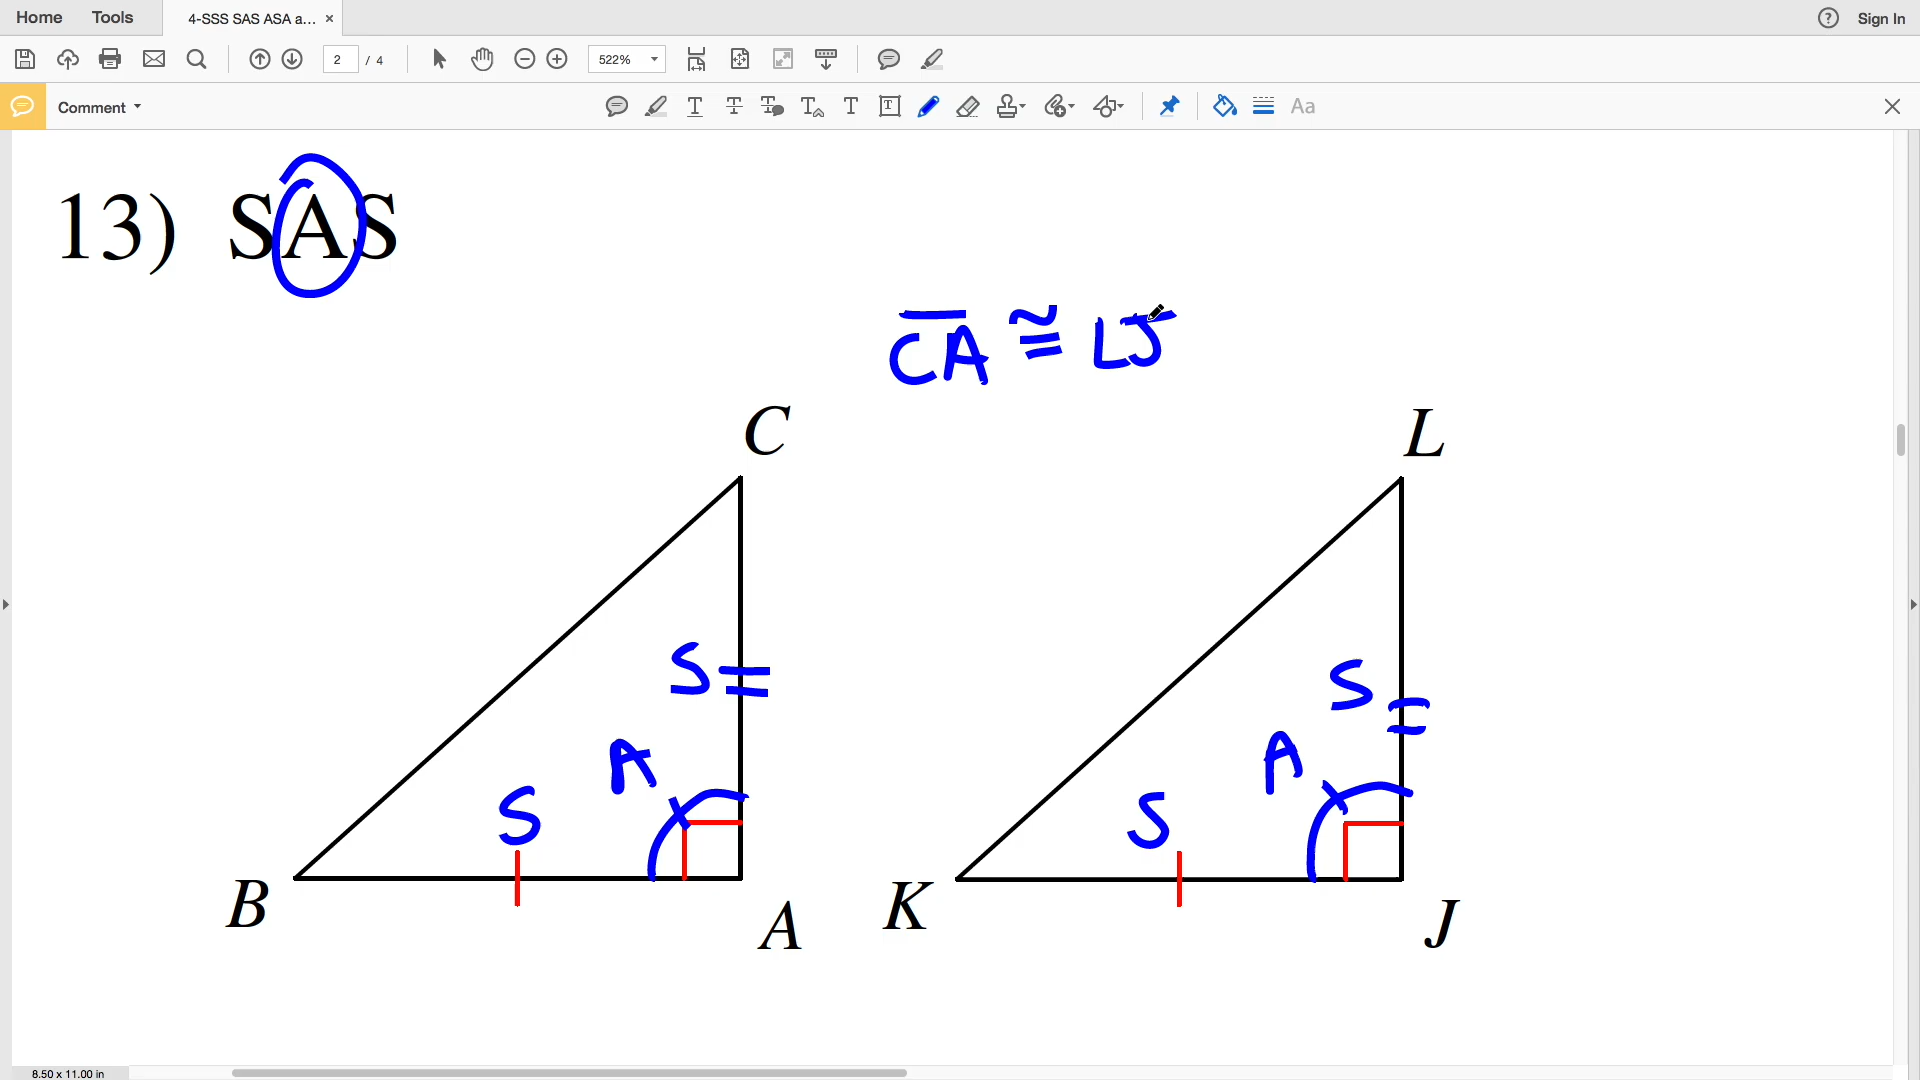 Home Tools 4-SSS SAS ASA a... × ? Sign In
2 / 4 522%
Comment Aa
13) SAS
CA ≅ LJ
C L
S S
A A
S S
B A K J
8.50 x 11.00 in